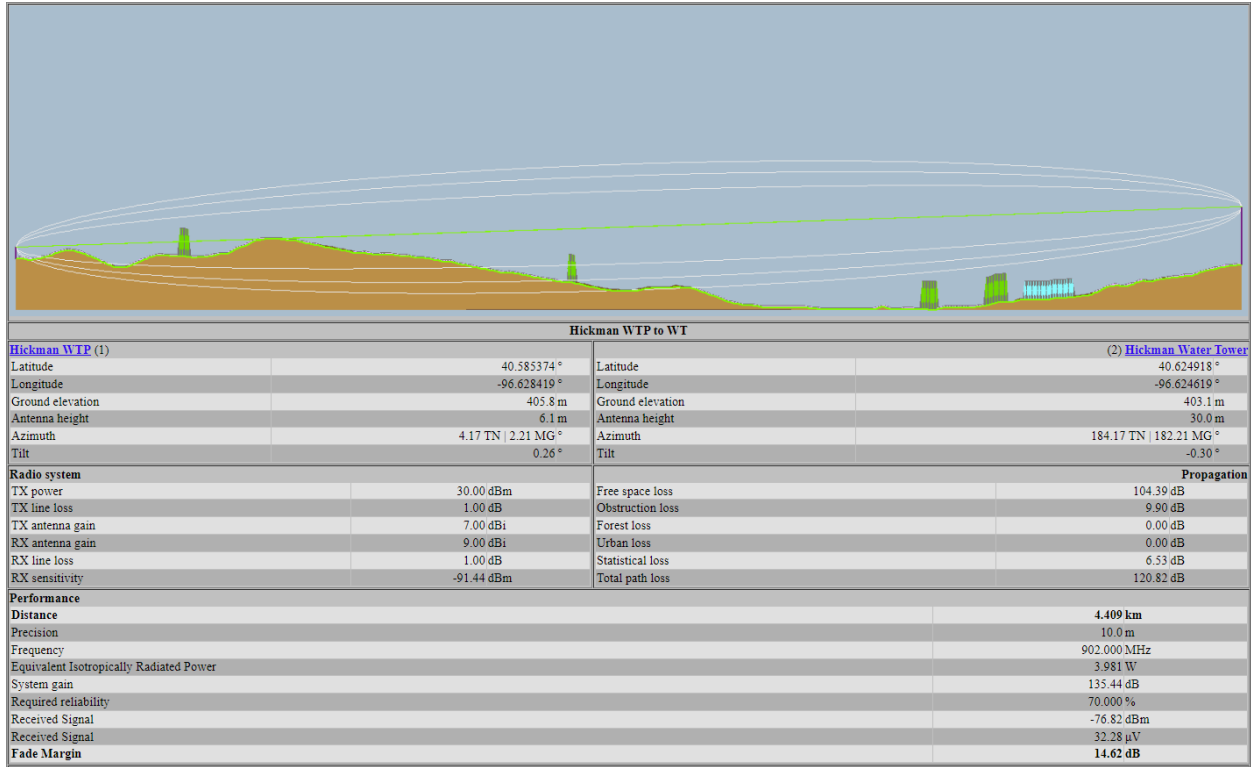 Hickman WTP to WT
Hickman WTP (1) (2) Hickman Water Tower
Latitude 40.585374 ° Latitude 40.624918 °
Longitude -96.628419 ° Longitude -96.624619 °
Ground elevation 405.8 m Ground elevation 403.1 m
Antenna height 6.1 m Antenna height 30.0 m
Azimuth 4.17 TN | 2.21 MG ° Azimuth 184.17 TN | 182.21 MG °
Tilt 0.26 ° Tilt -0.30 °
Radio system Propagation
TX power 30.00 dBm Free space loss 104.39 dB
TX line loss 1.00 dB Obstruction loss 9.90 dB
TX antenna gain 7.00 dBi Forest loss 0.00 dB
RX antenna gain 9.00 dBi Urban loss 0.00 dB
RX line loss 1.00 dB Statistical loss 6.53 dB
RX sensitivity -91.44 dBm Total path loss 120.82 dB
Performance
Distance 4.409 km
Precision 10.0 m
Frequency 902.000 MHz
Equivalent Isotropically Radiated Power 3.981 W
System gain 135.44 dB
Required reliability 70.000 %
Received Signal -76.82 dBm
Received Signal 32.28 µV
Fade Margin 14.62 dB